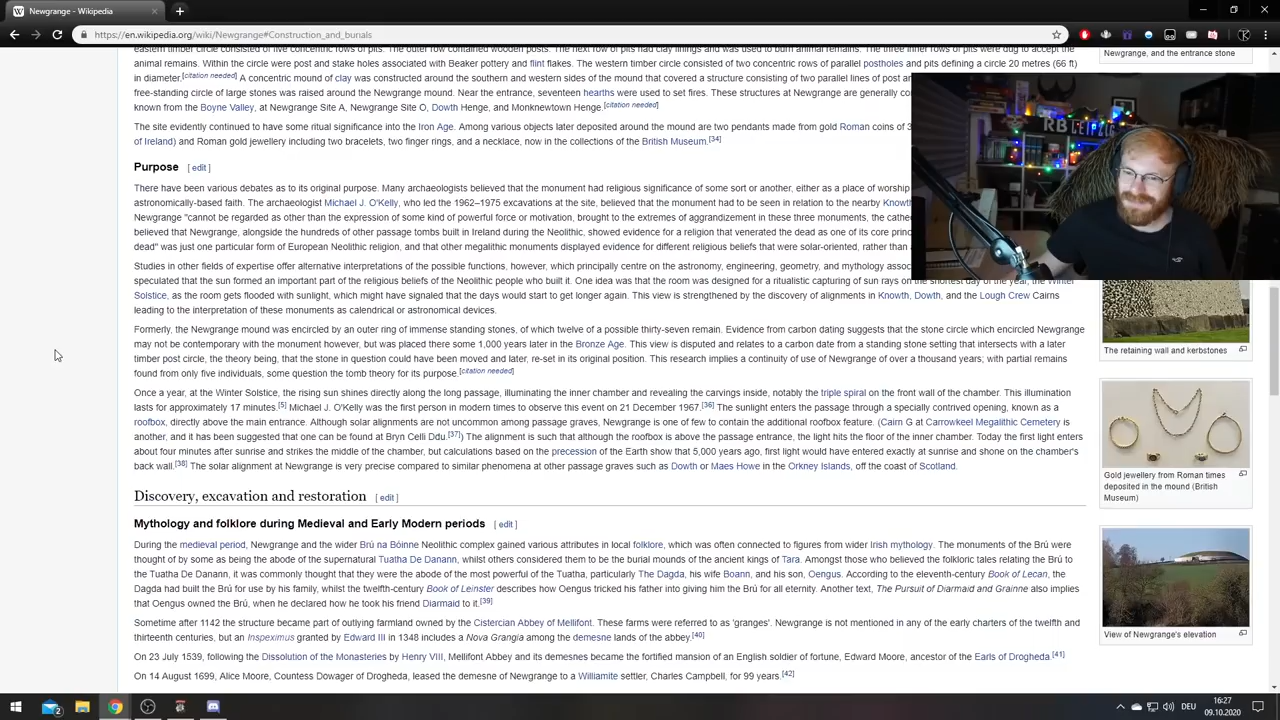 Newgrange - Wikipedia
https://en.wikipedia.org/wiki/Newgrange#Construction_and_burials
eastern timber circle consisted of five concentric rows of pits. The outer row contained wooden posts. The next row of pits had clay linings and was used to burn animal remains. The three inner rows of pits were dug to accept the
animal remains. Within the circle were post and stake holes associated with Beaker pottery and flint flakes. The western timber circle consisted of two concentric rows of parallel postholes and pits defining a circle 20 metres (66 ft)
in diameter.[citation needed] A concentric mound of clay was constructed around the southern and western sides of the mound that covered a structure consisting of two parallel lines of post an
free-standing circle of large stones was raised around the Newgrange mound. Near the entrance, seventeen hearths were used to set fires. These structures at Newgrange are generally co
known from the Boyne Valley, at Newgrange Site A, Newgrange Site O, Dowth Henge, and Monknewtown Henge.[citation needed]
The site evidently continued to have some ritual significance into the Iron Age. Among various objects later deposited around the mound are two pendants made from gold Roman coins of 3
of Ireland) and Roman gold jewellery including two bracelets, two finger rings, and a necklace, now in the collections of the British Museum.[34]
Purpose [ edit ]
There have been various debates as to its original purpose. Many archaeologists believed that the monument had religious significance of some sort or another, either as a place of worship
astronomically-based faith. The archaeologist Michael J. O'Kelly, who led the 1962–1975 excavations at the site, believed that the monument had to be seen in relation to the nearby Knowth
Newgrange "cannot be regarded as other than the expression of some kind of powerful force or motivation, brought to the extremes of aggrandizement in these three monuments, the cathe
believed that Newgrange, alongside the hundreds of other passage tombs built in Ireland during the Neolithic, showed evidence for a religion that venerated the dead as one of its core princ
dead" was just one particular form of European Neolithic religion, and that other megalithic monuments displayed evidence for different religious beliefs that were solar-oriented, rather than
Studies in other fields of expertise offer alternative interpretations of the possible functions, however, which principally centre on the astronomy, engineering, geometry, and mythology assoc
speculated that the sun formed an important part of the religious beliefs of the Neolithic people who built it. One idea was that the room was designed for a ritualistic capturing of sun rays on the shortest day of the year, the Winter
Solstice, as the room gets flooded with sunlight, which might have signaled that the days would start to get longer again. This view is strengthened by the discovery of alignments in Knowth, Dowth, and the Lough Crew Cairns
leading to the interpretation of these monuments as calendrical or astronomical devices.
Formerly, the Newgrange mound was encircled by an outer ring of immense standing stones, of which twelve of a possible thirty-seven remain. Evidence from carbon dating suggests that the stone circle which encircled Newgrange
may not be contemporary with the monument however, but was placed there some 1,000 years later in the Bronze Age. This view is disputed and relates to a carbon date from a standing stone setting that intersects with a later
timber post circle, the theory being, that the stone in question could have been moved and later, re-set in its original position. This research implies a continuity of use of Newgrange of over a thousand years; with partial remains
found from only five individuals, some question the tomb theory for its purpose.[citation needed]
Once a year, at the Winter Solstice, the rising sun shines directly along the long passage, illuminating the inner chamber and revealing the carvings inside, notably the triple spiral on the front wall of the chamber. This illumination
lasts for approximately 17 minutes.[5] Michael J. O'Kelly was the first person in modern times to observe this event on 21 December 1967.[36] The sunlight enters the passage through a specially contrived opening, known as a
roofbox, directly above the main entrance. Although solar alignments are not uncommon among passage graves, Newgrange is one of few to contain the additional roofbox feature. (Cairn G at Carrowkeel Megalithic Cemetery is
another, and it has been suggested that one can be found at Bryn Celli Ddu.[37]) The alignment is such that although the roofbox is above the passage entrance, the light hits the floor of the inner chamber. Today the first light enters
about four minutes after sunrise and strikes the middle of the chamber, but calculations based on the precession of the Earth show that 5,000 years ago, first light would have entered exactly at sunrise and shone on the chamber's
back wall.[38] The solar alignment at Newgrange is very precise compared to similar phenomena at other passage graves such as Dowth or Maes Howe in the Orkney Islands, off the coast of Scotland.
Discovery, excavation and restoration [ edit ]
Mythology and folklore during Medieval and Early Modern periods [ edit ]
During the medieval period, Newgrange and the wider Brú na Bóinne Neolithic complex gained various attributes in local folklore, which was often connected to figures from wider Irish mythology. The monuments of the Brú were
thought of by some as being the abode of the supernatural Tuatha De Danann, whilst others considered them to be the burial mounds of the ancient kings of Tara. Amongst those who believed the folkloric tales relating the Brú to
the Tuatha De Danann, it was commonly thought that they were the abode of the most powerful of the Tuatha, particularly The Dagda, his wife Boann, and his son, Oengus. According to the eleventh-century Book of Lecan, the
Dagda had built the Brú for use by his family, whilst the twelfth-century Book of Leinster describes how Oengus tricked his father into giving him the Brú for all eternity. Another text, The Pursuit of Diarmaid and Grainne also implies
that Oengus owned the Brú, when he declared how he took his friend Diarmaid to it.[39]
Sometime after 1142 the structure became part of outlying farmland owned by the Cistercian Abbey of Mellifont. These farms were referred to as 'granges'. Newgrange is not mentioned in any of the early charters of the twelfth and
thirteenth centuries, but an Inspeximus granted by Edward III in 1348 includes a Nova Grangia among the demesne lands of the abbey.[40]
On 23 July 1539, following the Dissolution of the Monasteries by Henry VIII, Mellifont Abbey and its demesnes became the fortified mansion of an English soldier of fortune, Edward Moore, ancestor of the Earls of Drogheda.[41]
On 14 August 1699, Alice Moore, Countess Dowager of Drogheda, leased the demesne of Newgrange to a Williamite settler, Charles Campbell, for 99 years.[42]
Newgrange, and the entrance stone
RB LEIPZIG
The retaining wall and kerbstones
Gold jewellery from Roman times
deposited in the mound (British
Museum)
View of Newgrange's elevation
DEU
16:27
09.10.2020